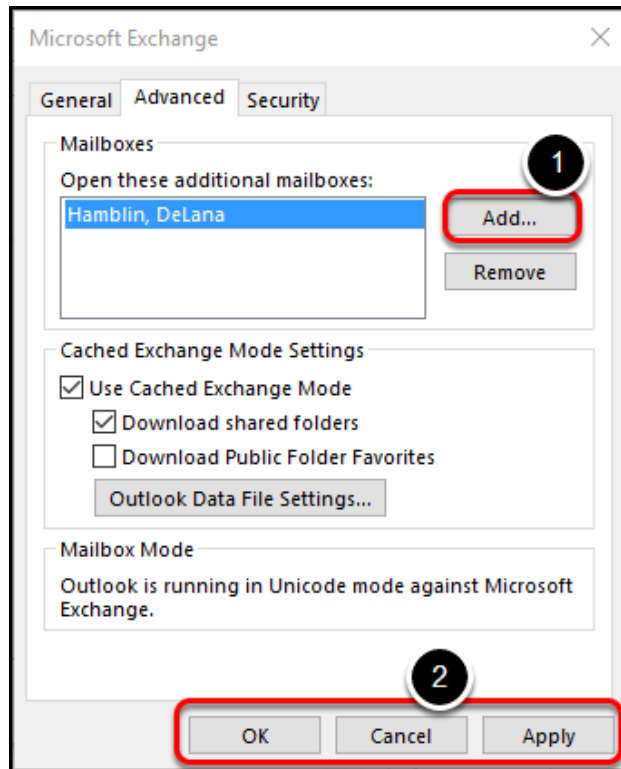 Microsoft Exchange
General Advanced Security
Mailboxes
1
Open these additional mailboxes:
Hamblin, DeLana
Add...
Remove
Cached Exchange Mode Settings
Use Cached Exchange Mode
Download shared folders
Download Public Folder Favorites
Outlook Data File Settings...
Mailbox Mode
Outlook is running in Unicode mode against Microsoft
Exchange.
2
OK Cancel Apply